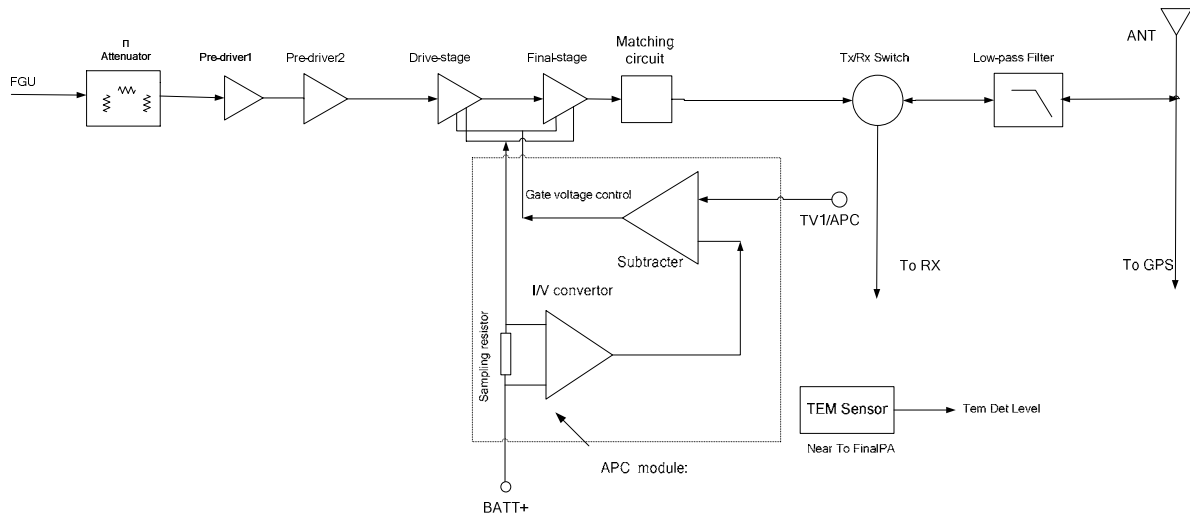 Π
Attenuator
FGU
Pre-driver1
Pre-driver2
Drive-stage
Final-stage
Matching
circuit
Tx/Rx Switch
Low-pass Filter
ANT
Gate voltage control
TV1/APC
Subtracter
To RX
To GPS
I/V convertor
Sampling resistor
TEM Sensor
Tem Det Level
Near To FinalPA
APC module:
BATT+